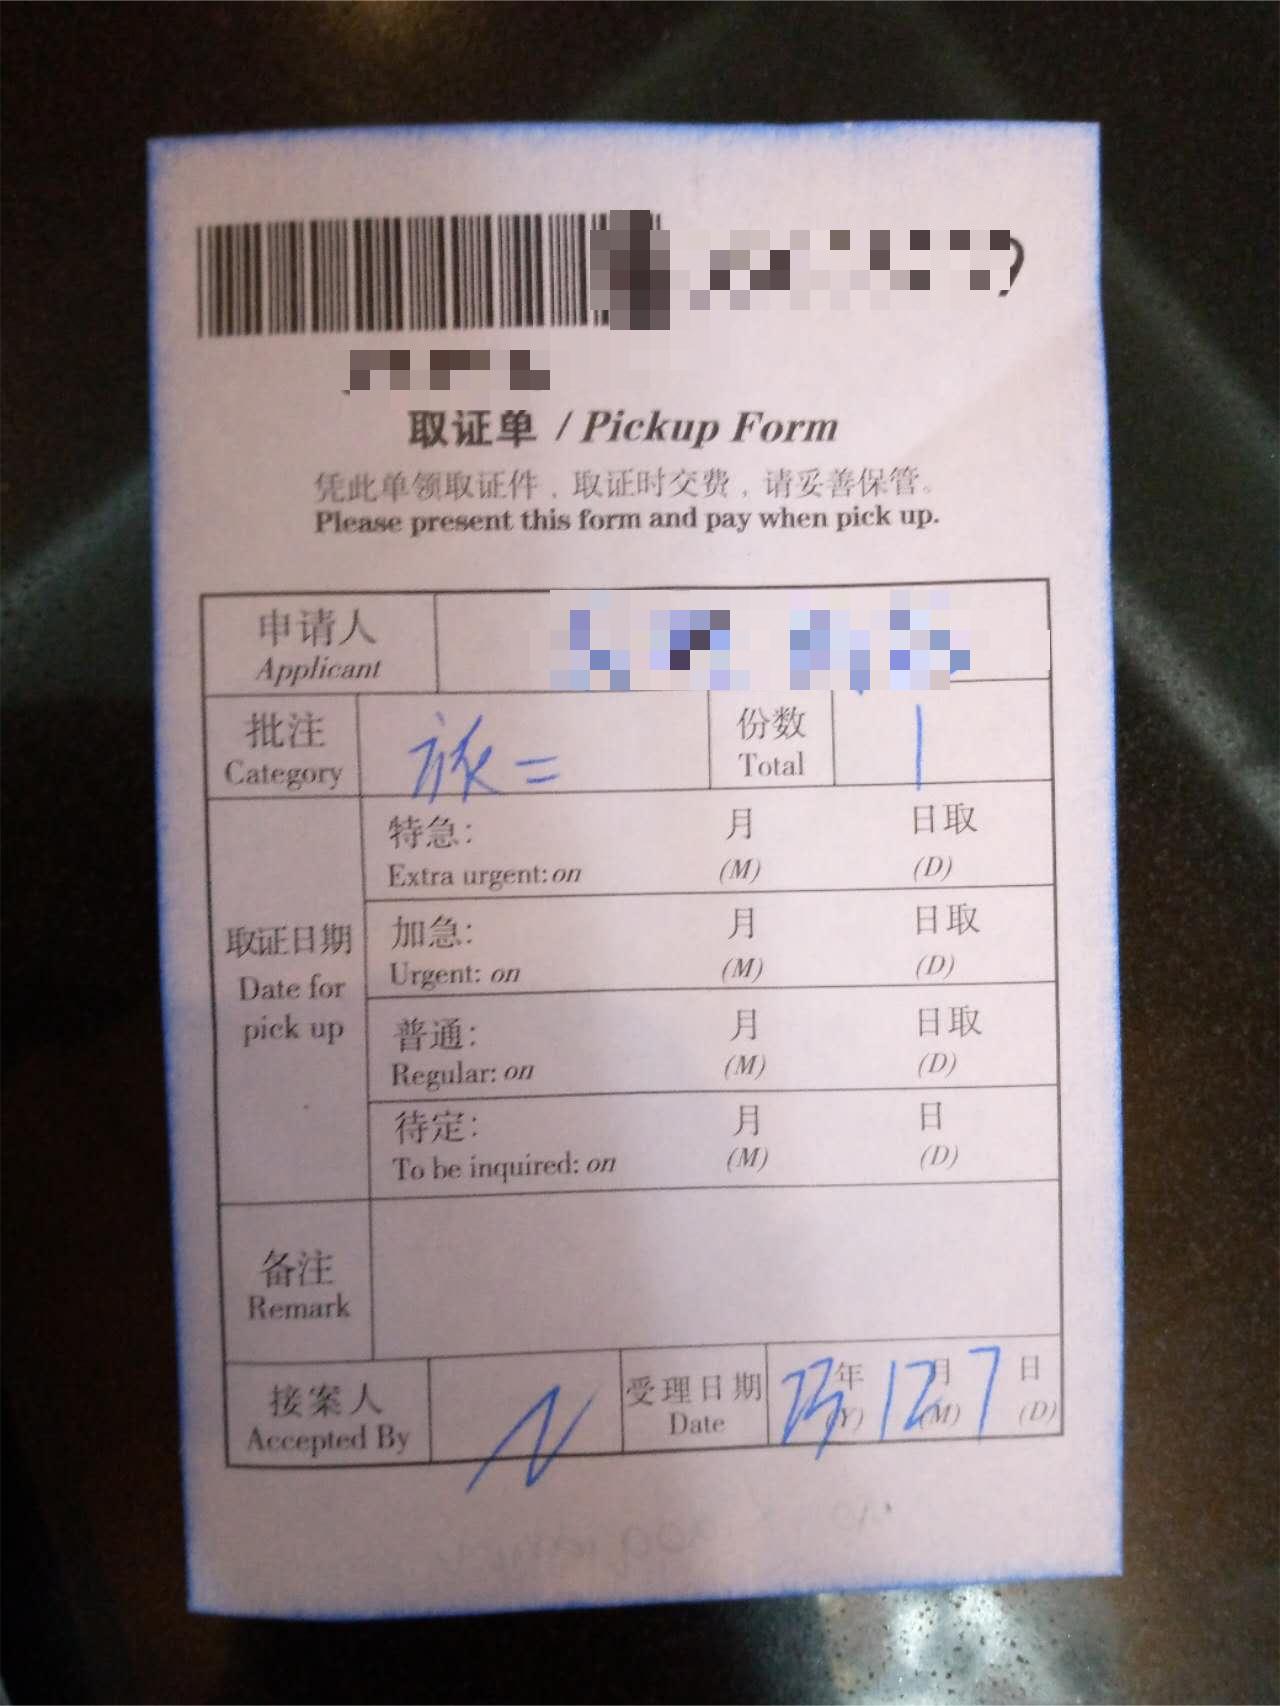 取证单 / Pickup Form
凭此单领取证件，取证时交费，请妥善保管。
Please present this form and pay when pick up.
申请人
Applicant
批注 旅二 份数 1
Category Total
取证日期
Date for
pick up
特急： 月 日取
Extra urgent: on (M) (D)
加急： 月 日取
Urgent: on (M) (D)
普通： 月 日取
Regular: on (M) (D)
待定： 月 日
To be inquired: on (M) (D)
备注
Remark
接案人 受理日期 23年 12月 7日
Accepted By Date (Y) (M) (D)